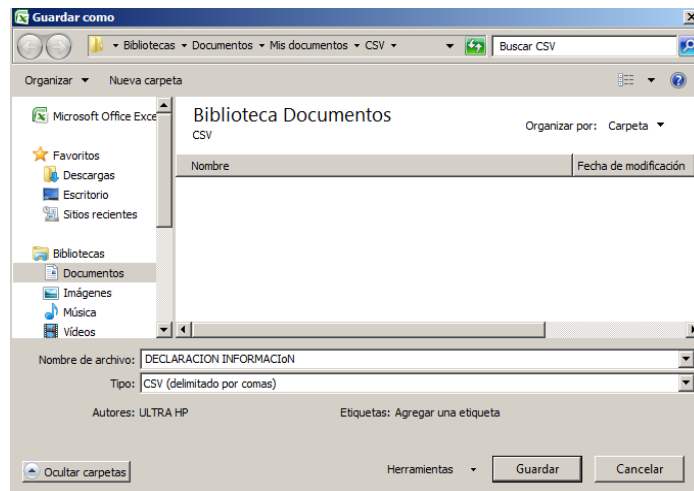 Guardar como
Bibliotecas Documentos Mis documentos CSV
Buscar CSV
Organizar Nueva carpeta
Microsoft Office Exce
Favoritos
Descargas
Escritorio
Sitios recientes
Bibliotecas
Documentos
Imágenes
Música
Vídeos
Biblioteca Documentos
CSV
Organizar por: Carpeta
Nombre Fecha de modificación
Nombre de archivo: DECLARACION INFORMACIoN
Tipo: CSV (delimitado por comas)
Autores: ULTRA HP Etiquetas: Agregar una etiqueta
Ocultar carpetas Herramientas Guardar Cancelar